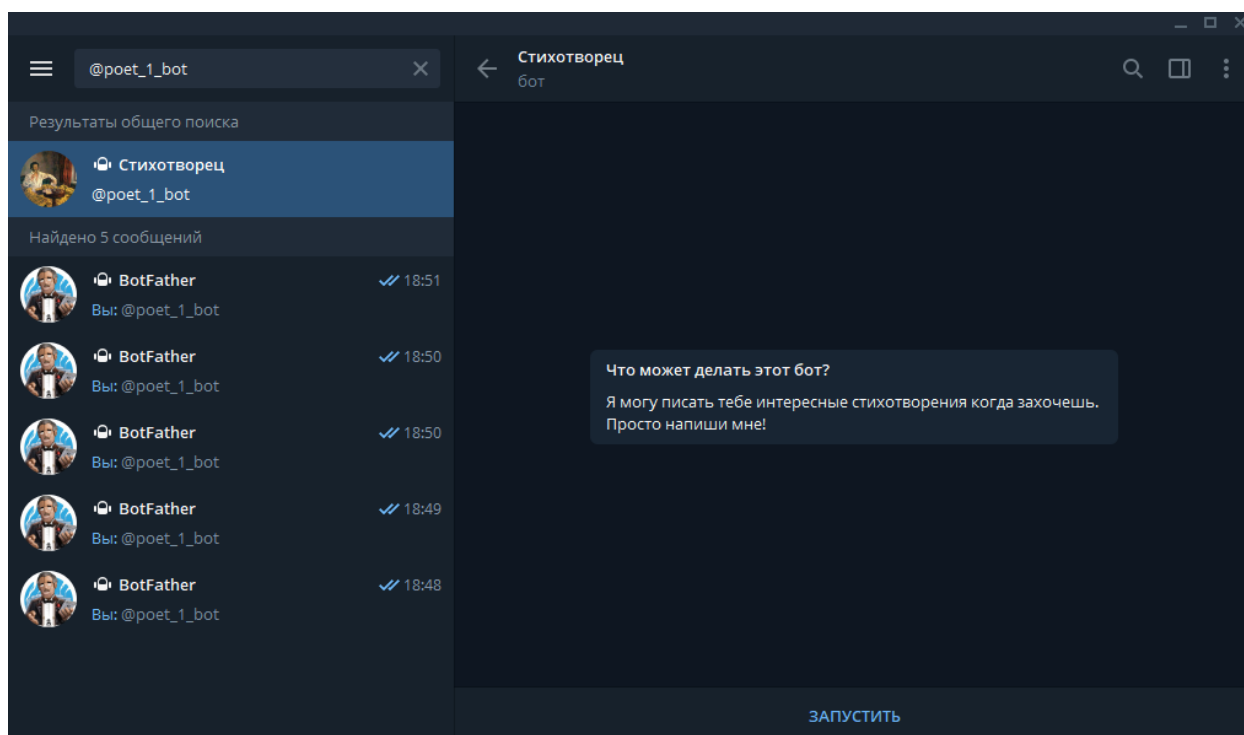 @poet_1_bot
Стихотворец
бот
Результаты общего поиска
Стихотворец
@poet_1_bot
Найдено 5 сообщений
BotFather 18:51
Вы: @poet_1_bot
BotFather 18:50
Вы: @poet_1_bot
BotFather 18:50
Вы: @poet_1_bot
BotFather 18:49
Вы: @poet_1_bot
BotFather 18:48
Вы: @poet_1_bot
Что может делать этот бот?
Я могу писать тебе интересные стихотворения когда захочешь.
Просто напиши мне!
ЗАПУСТИТЬ